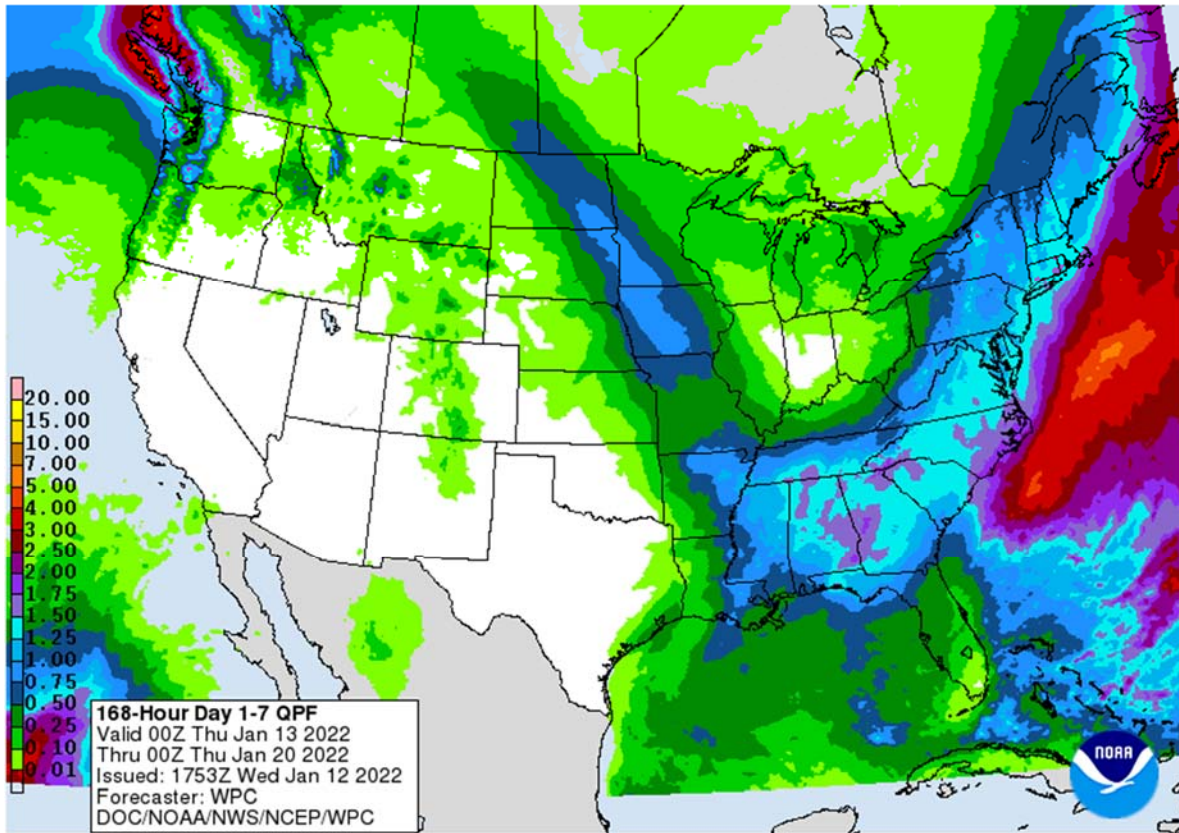 20.00
15.00
10.00
7.00
5.00
4.00
3.00
2.50
2.00
1.75
1.50
1.25
1.00
0.75
0.50
0.25
0.10
0.01
168-Hour Day 1-7 QPF
Valid 00Z Thu Jan 13 2022
Thru 00Z Thu Jan 20 2022
Issued: 1753Z Wed Jan 12 2022
Forecaster: WPC
DOC/NOAA/NWS/NCEP/WPC
NOAA